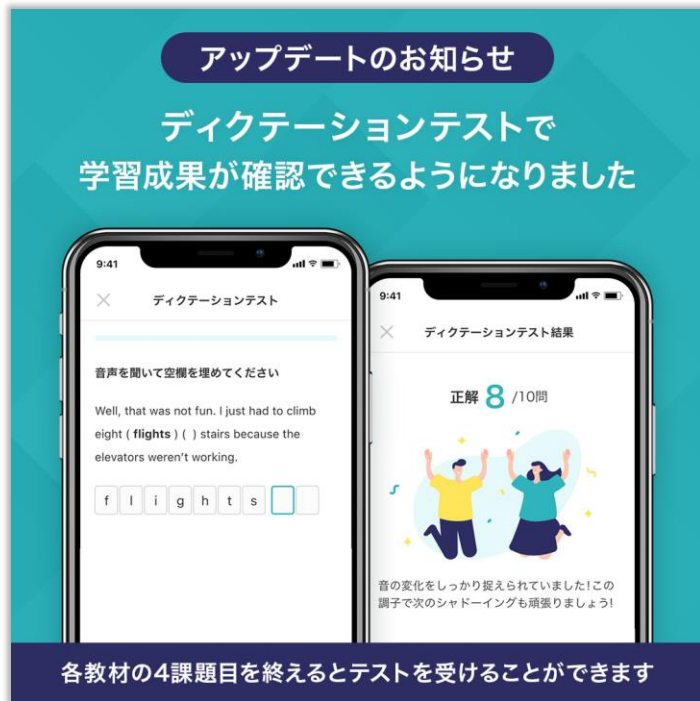 アップデートのお知らせ
ディクテーションテストで
学習成果が確認できるようになりました
9:41
ディクテーションテスト
音声を聞いて空欄を埋めてください
Well, that was not fun. I just had to climb
eight ( flights ) ( ) stairs because the
elevators weren't working.
f l i g h t s
9:41
ディクテーションテスト結果
正解 8 /10問
音の変化をしっかり捉えられていました!この
調子で次のシャドーイングも頑張りましょう!
各教材の4課題目を終えるとテストを受けることができます